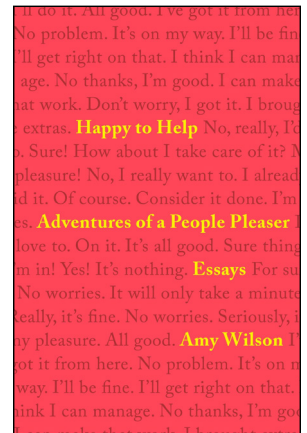 I'll do it. All good. I've got it from her
No problem. It's on my way. I'll be fin
I'll get right on that. I think I can mar
age. No thanks, I'm good. I can make
hat work. Don't worry, I got it. I broug
extras. Happy to Help No, really, I'd
o. Sure! How about I take care of it?
pleasure! No, I really want to. I alread
id it. Of course. Consider it done. I'm
es. Adventures of a People Pleaser
love to. On it. It's all good. Sure thing
m in! Yes! It's nothing. Essays For su
No worries. It will only take a minute
Really, it's fine. No worries. Seriously, i
ny pleasure. All good. Amy Wilson I'
got it from here. No problem. It's on n
way. I'll be fine. I'll get right on that.
hink I can manage. No thanks, I'm goo